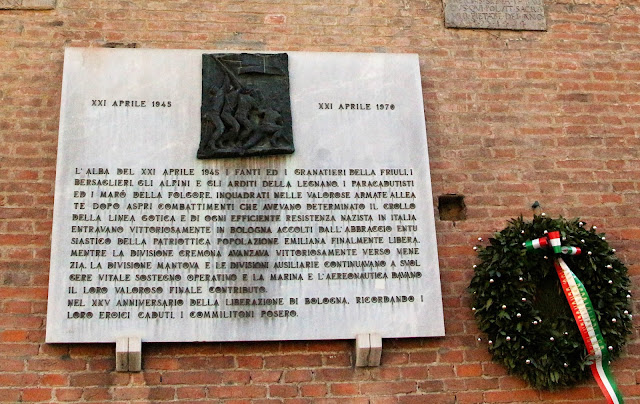 XXI APRILE 1945
XXI APRILE 1970
L'ALBA DEL XXI APRILE 1945 I FANTI ED I GRANATIERI DELLA FRIULI, I
BERSAGLIERI, GLI ALPINI E GLI ARDITI DELLA LEGNANO, I PARACADUTISTI
ED I MARÒ DELLA FOLGORE, INQUADRATI NELLE VALOROSE ARMATE ALLEA
TE DOPO ASPRI COMBATTIMENTI CHE AVEVANO DETERMINATO IL CROLLO
DELLA LINEA GOTICA E DI OGNI EFFICIENTE RESISTENZA NAZISTA IN ITALIA
ENTRAVANO VITTORIOSAMENTE IN BOLOGNA ACCOLTI DALL'ABBRACCIO ENTU
SIASTICO DELLA PATRIOTTICA POPOLAZIONE EMILIANA FINALMENTE LIBERA,
MENTRE LA DIVISIONE CREMONA AVANZAVA VITTORIOSAMENTE VERSO VENE
ZIA, LA DIVISIONE MANTOVA E LE DIVISIONI AUSILIARIE CONTINUAVANO A SVOL
GERE VITALE SOSTEGNO OPERATIVO E LA MARINA E L'AERONAUTICA DAVANO
IL LORO VALOROSO FINALE CONTRIBUTO.
NEL XXV ANNIVERSARIO DELLA LIBERAZIONE DI BOLOGNA, RICORDANDO I
LORO EROICI CADUTI, I COMMILITONI POSERO.